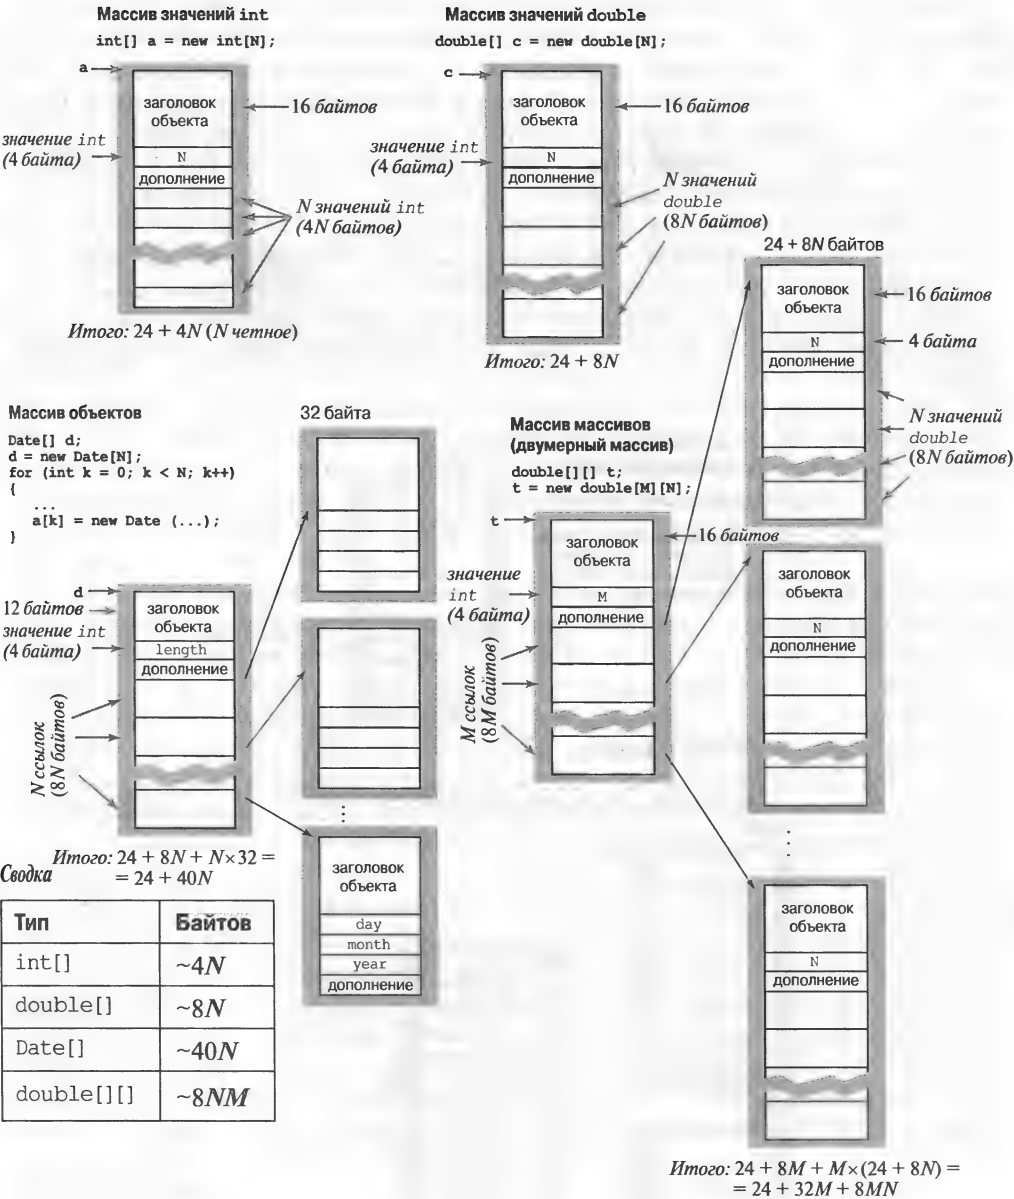 Массив значений int
int[] a = new int[N];
a
заголовок
объекта
16 байтов
значение int
(4 байта)
N
дополнение
N значений int
(4N байтов)
Итого: 24 + 4N (N четное)
Массив значений double
double[] c = new double[N];
c
заголовок
объекта
16 байтов
значение int
(4 байта)
N
дополнение
N значений
double
(8N байтов)
Итого: 24 + 8N
Массив объектов
Date[] d;
d = new Date[N];
for (int k = 0; k < N; k++)
{
...
a[k] = new Date (...);
}
d
12 байтов
заголовок
объекта
значение int
(4 байта)
length
дополнение
N ссылок
(8N байтов)
Итого: 24 + 8N + N×32 =
= 24 + 40N
32 байта
...
заголовок
объекта
day
month
year
дополнение
Массив массивов
(двумерный массив)
double[][] t;
t = new double[M][N];
t
заголовок
объекта
16 байтов
значение
int
(4 байта)
M
дополнение
M ссылок
(8M байтов)
24 + 8N байтов
заголовок
объекта
16 байтов
N
4 байта
дополнение
N значений
double
(8N байтов)
заголовок
объекта
N
дополнение
...
заголовок
объекта
N
дополнение
Итого: 24 + 8M + M×(24 + 8N) =
= 24 + 32M + 8MN
Сводка
Тип Байтов
int[] ~4N
double[] ~8N
Date[] ~40N
double[][] ~8NM